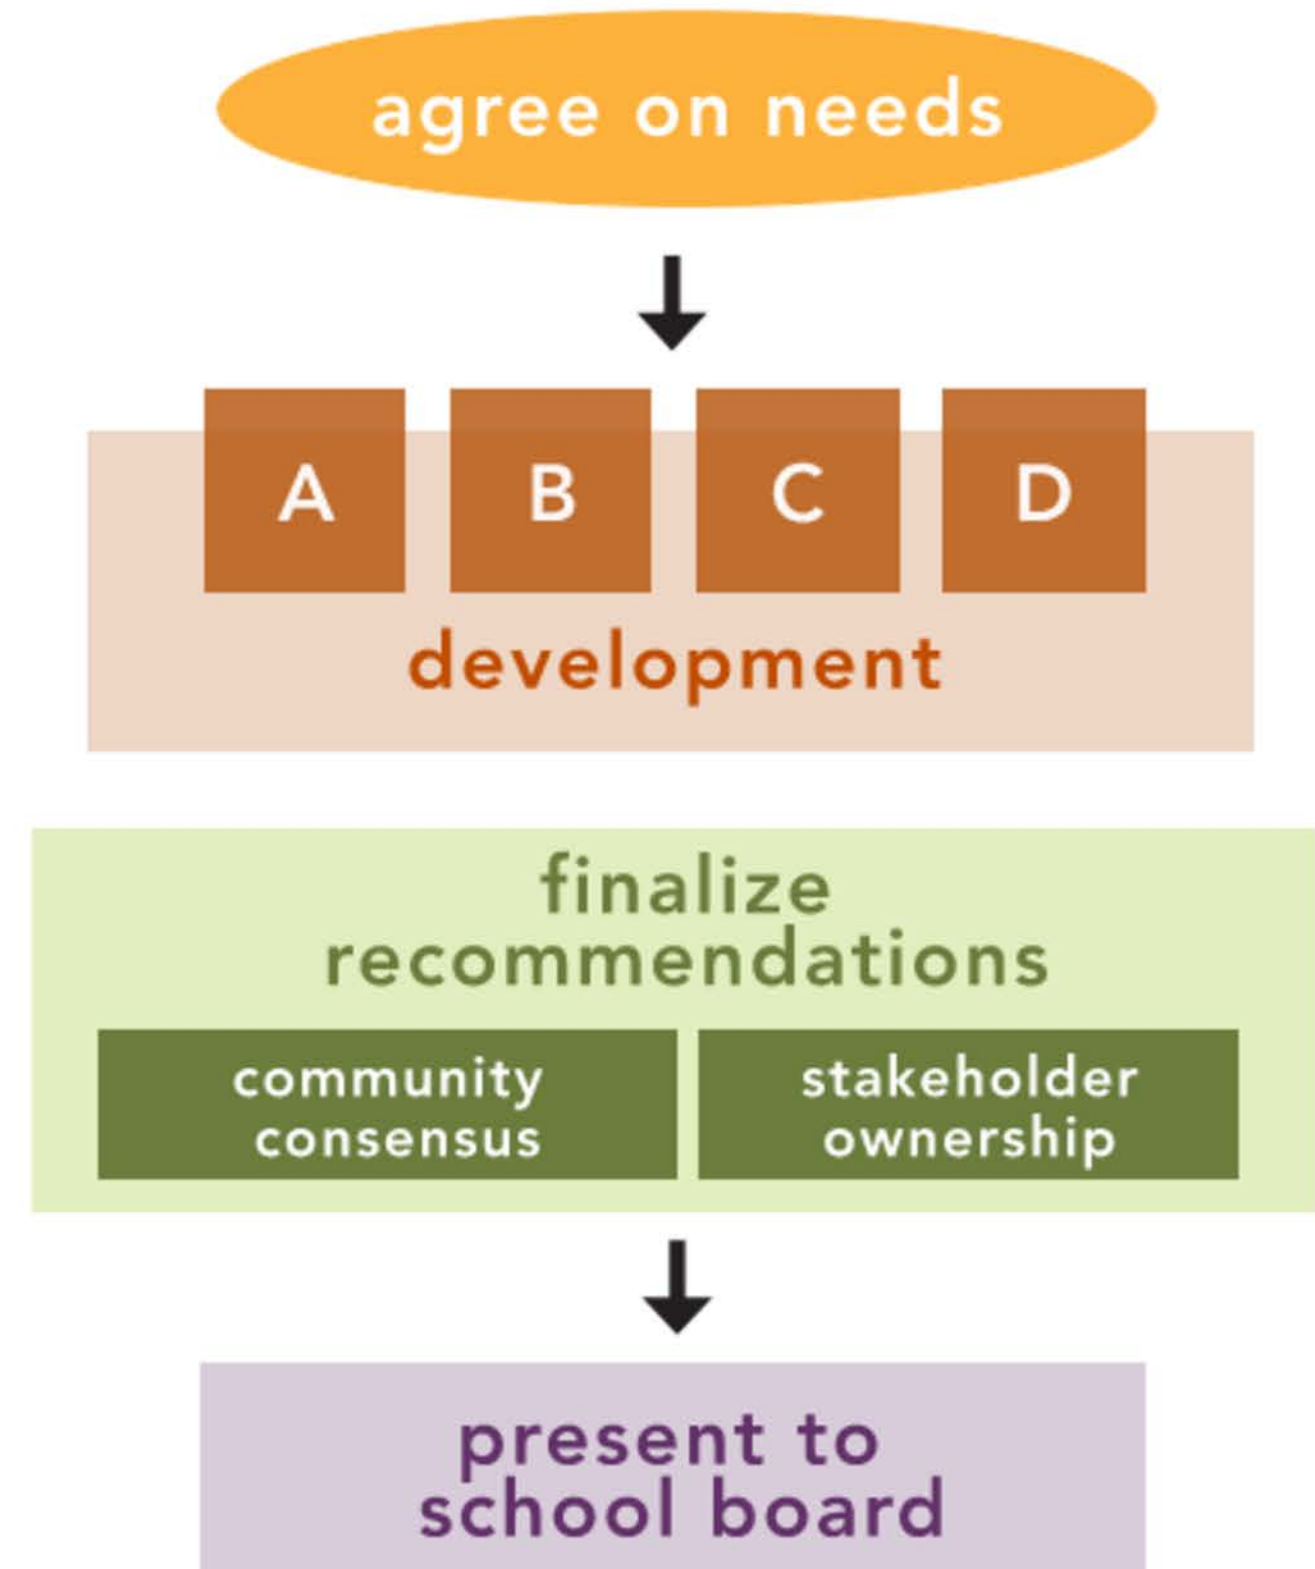 agree on needs
A B C D
development
finalize
recommendations
community
consensus
stakeholder
ownership
present to
school board